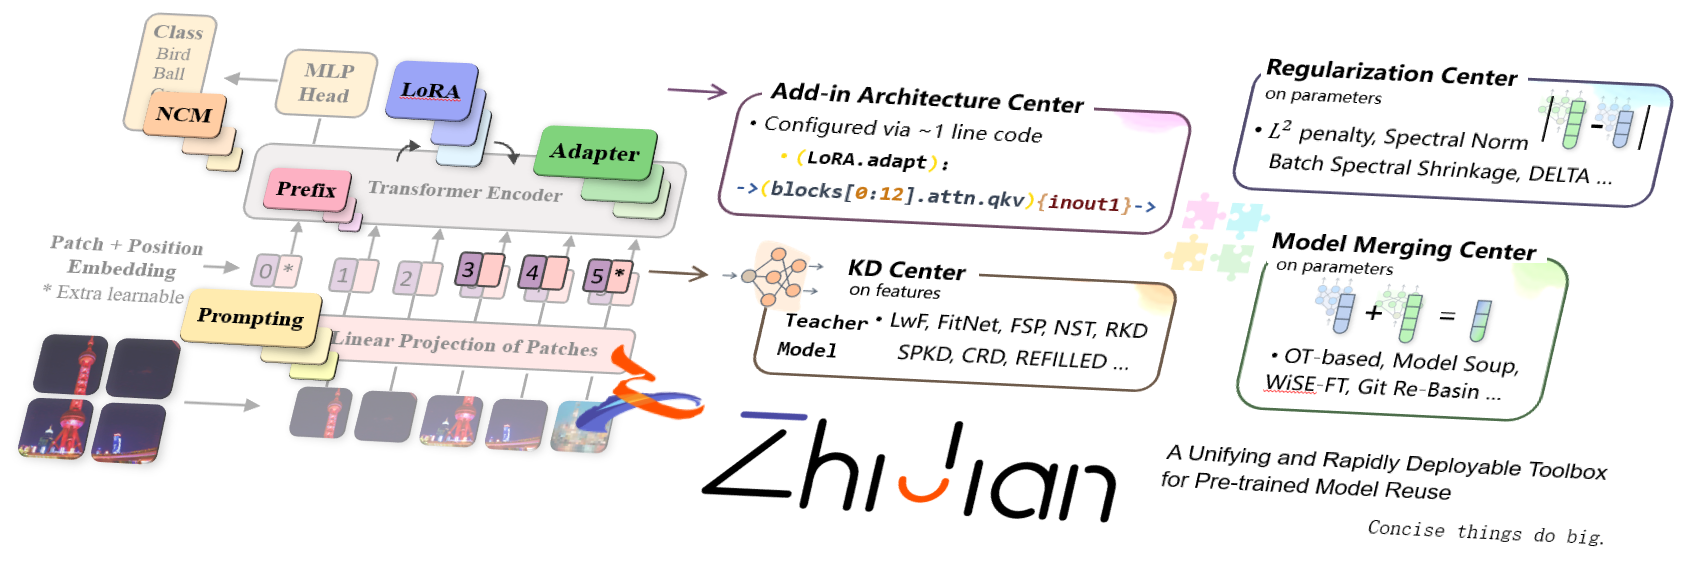 Class
Bird
Ball
NCM
MLP
Head
LoRA
Adapter
Prefix
Transformer Encoder
Patch + Position
Embedding
* Extra learnable
0 *
1
2
3
4
5 *
Prompting
Linear Projection of Patches
Add-in Architecture Center
• Configured via ~1 line code
• (LoRA.adapt):
->(blocks[0:12].attn.qkv){inout1}->
KD Center
on features
Teacher
Model
• LwF, FitNet, FSP, NST, RKD
SPKD, CRD, REFILLED ...
Regularization Center
on parameters
• L² penalty, Spectral Norm
Batch Spectral Shrinkage, DELTA ...
| - |
Model Merging Center
on parameters
+ =
• OT-based, Model Soup,
WiSE-FT, Git Re-Basin ...
ZhiJian
A Unifying and Rapidly Deployable Toolbox
for Pre-trained Model Reuse
Concise things do big.